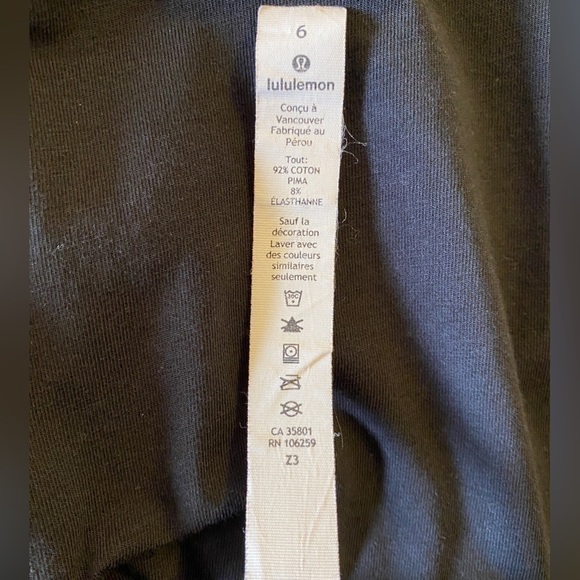 6
lululemon
Conçu à
Vancouver
Fabriqué au
Pérou
Tout:
92% COTON
PIMA
8%
ÉLASTHANNE
Sauf la
décoration
Laver avec
des couleurs
similaires
seulement
30C
CA 35801
RN 106259
Z3